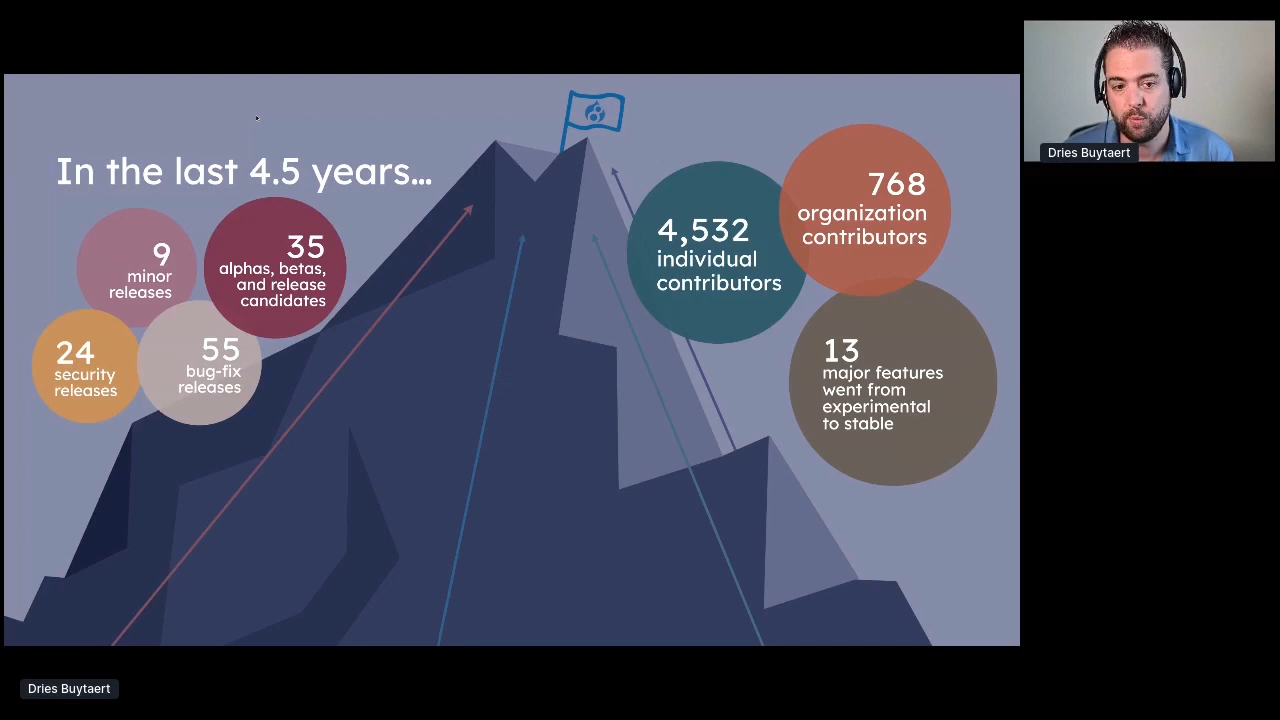 In the last 4.5 years...
9
minor
releases
35
alphas, betas,
and release
candidates
24
security
releases
55
bug-fix
releases
4,532
individual
contributors
768
organization
contributors
13
major features
went from
experimental
to stable
Dries Buytaert
Dries Buytaert